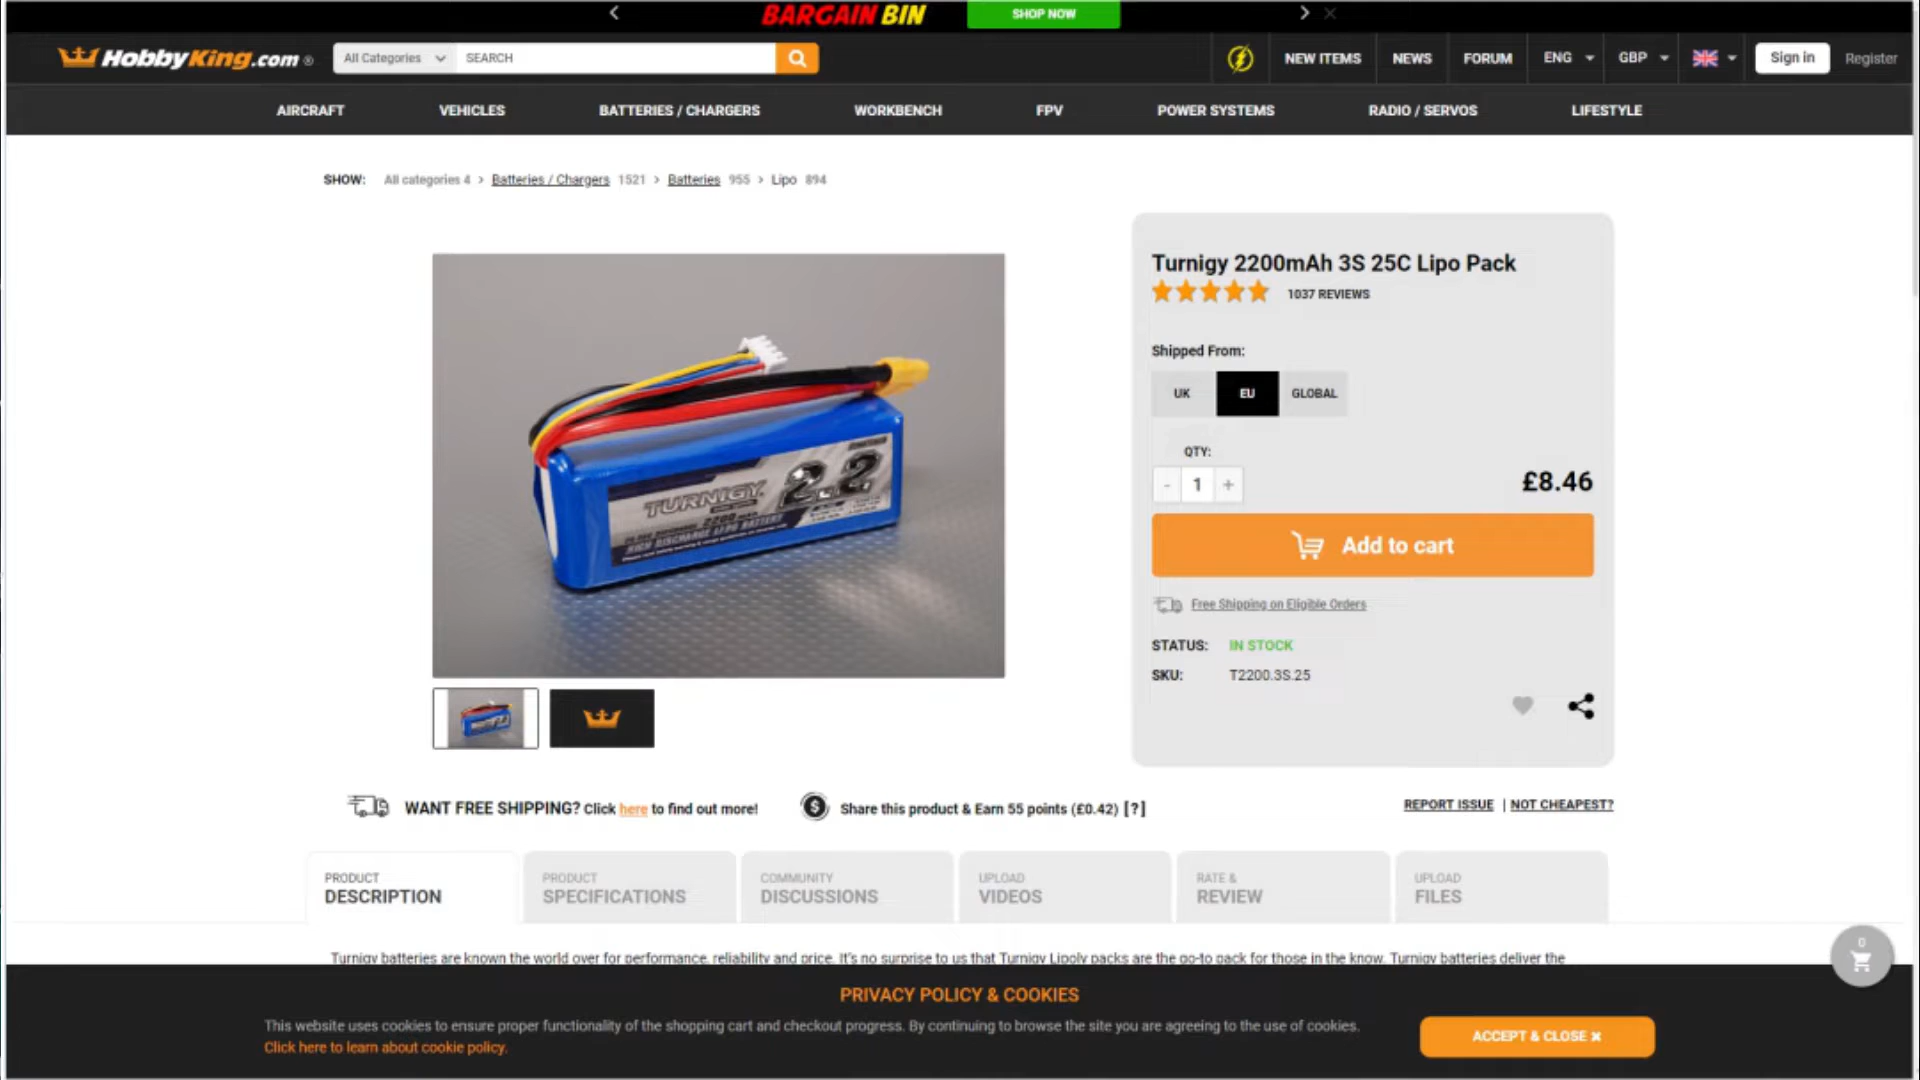 BARGAIN BIN SHOP NOW
HobbyKing.com ® All Categories SEARCH NEW ITEMS NEWS FORUM ENG GBP Sign in Register
AIRCRAFT VEHICLES BATTERIES / CHARGERS WORKBENCH FPV POWER SYSTEMS RADIO / SERVOS LIFESTYLE
SHOW: All categories 4 > Batteries / Chargers 1521 > Batteries 955 > Lipo 894
TURNIGY 2.2
2200
HIGH DISCHARGE LIPO BATTERY
Turnigy 2200mAh 3S 25C Lipo Pack
1037 REVIEWS
Shipped From:
UK EU GLOBAL
QTY:
- 1 + £8.46
Add to cart
Free Shipping on Eligible Orders
STATUS: IN STOCK
SKU: T2200.3S.25
WANT FREE SHIPPING? Click here to find out more! Share this product & Earn 55 points (£0.42) [?] REPORT ISSUE | NOT CHEAPEST?
PRODUCT DESCRIPTION
PRODUCT SPECIFICATIONS
COMMUNITY DISCUSSIONS
UPLOAD VIDEOS
RATE & REVIEW
UPLOAD FILES
Turnigy batteries are known the world over for performance, reliability and price. It's no surprise to us that Turnigy Lipoly packs are the go-to pack for those in the know. Turnigy batteries deliver the
0
PRIVACY POLICY & COOKIES
This website uses cookies to ensure proper functionality of the shopping cart and checkout progress. By continuing to browse the site you are agreeing to the use of cookies.
Click here to learn about cookie policy.
ACCEPT & CLOSE ✖